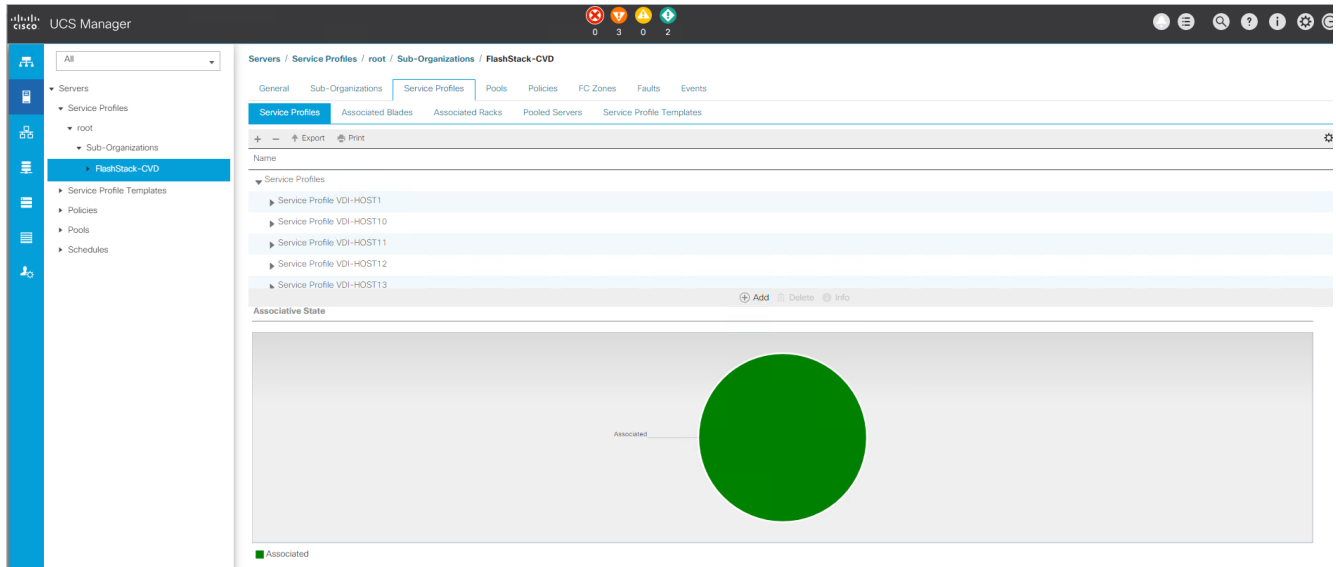 cisco UCS Manager
0 3 0 2
All
Servers
Service Profiles
root
Sub-Organizations
FlashStack-CVD
Service Profile Templates
Policies
Pools
Schedules
Servers / Service Profiles / root / Sub-Organizations / FlashStack-CVD
General Sub-Organizations Service Profiles Pools Policies FC Zones Faults Events
Service Profiles Associated Blades Associated Racks Pooled Servers Service Profile Templates
+ − Export Print
Name
Service Profiles
Service Profile VDI-HOST1
Service Profile VDI-HOST10
Service Profile VDI-HOST11
Service Profile VDI-HOST12
Service Profile VDI-HOST13
Add Delete Info
Associative State
Associated
Associated